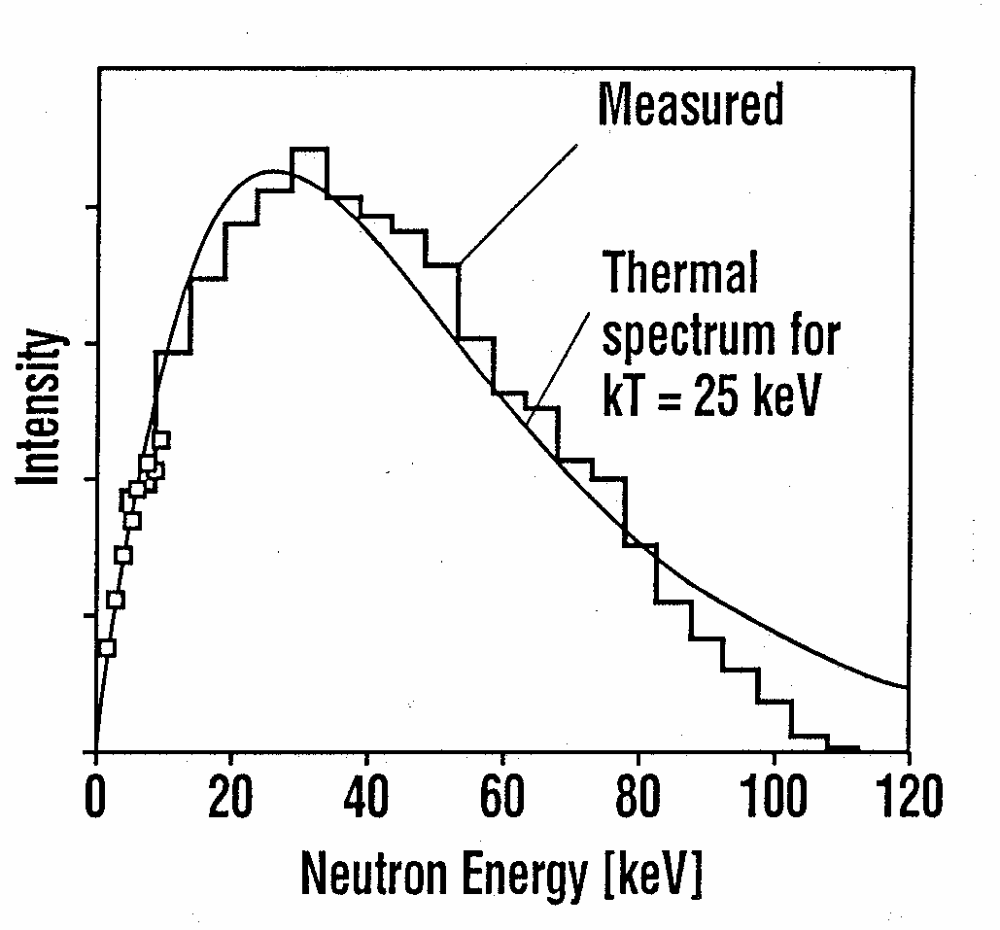 Measured
Thermal
spectrum for
kT = 25 keV
Intensity
0 20 40 60 80 100 120
Neutron Energy [keV]